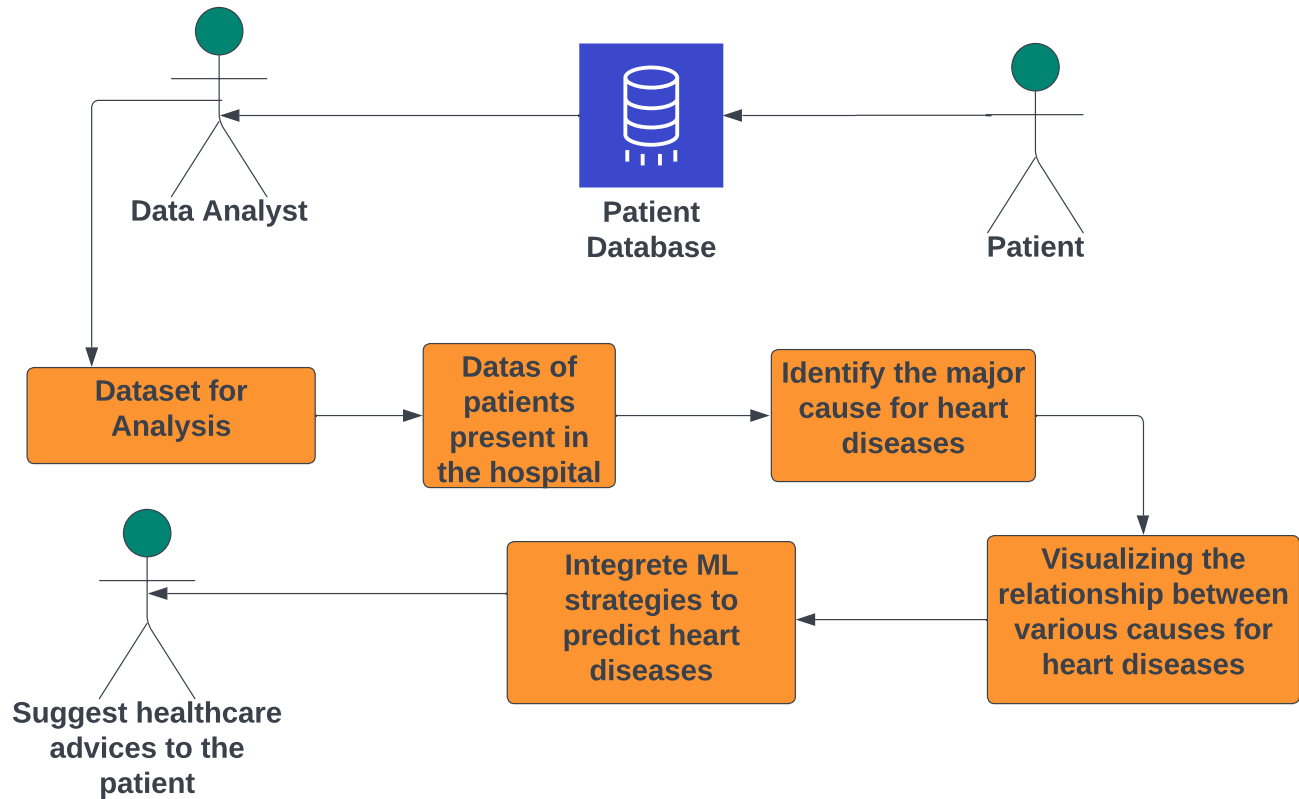 Data Analyst
Patient
Database
Patient
Dataset for
Analysis
Datas of
patients
present in
the hospital
Identify the major
cause for heart
diseases
Visualizing the
relationship between
various causes for
heart diseases
Integrete ML
strategies to
predict heart
diseases
Suggest healthcare
advices to the
patient